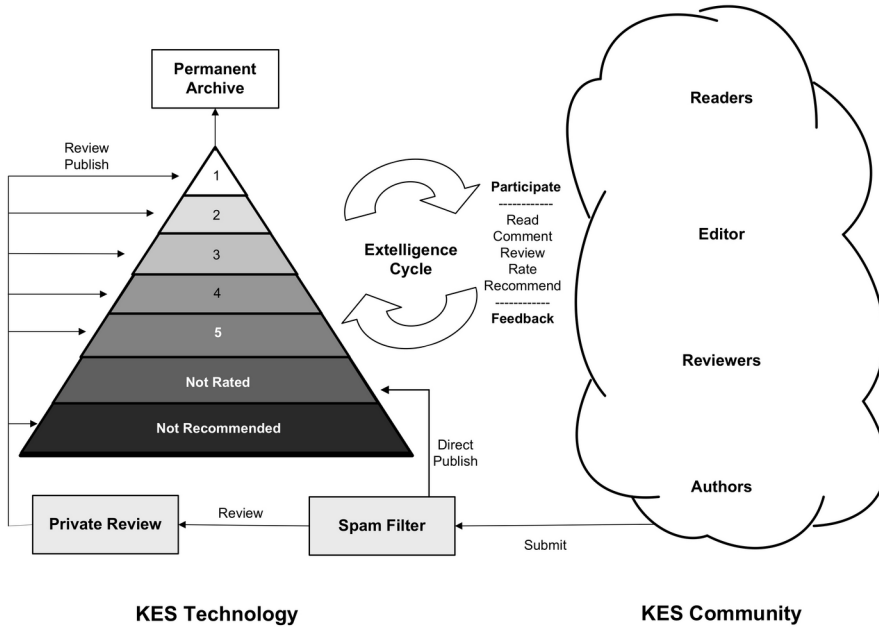 Permanent
Archive
Readers
Review
Publish
1
Participate
------------
2
Read
Editor
Comment
3
Extelligence
Cycle
Review
Rate
4
Recommend
------------
5
Feedback
Reviewers
Not Rated
Not Recommended
Direct
Publish
Authors
Private Review
Review
Spam Filter
Submit
KES Technology
KES Community